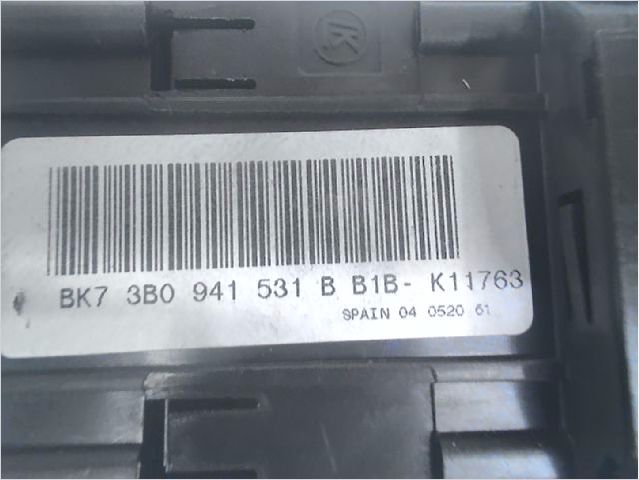 BK7 3B0 941 531 B B1B- K11763
SPAIN 04 0520 61